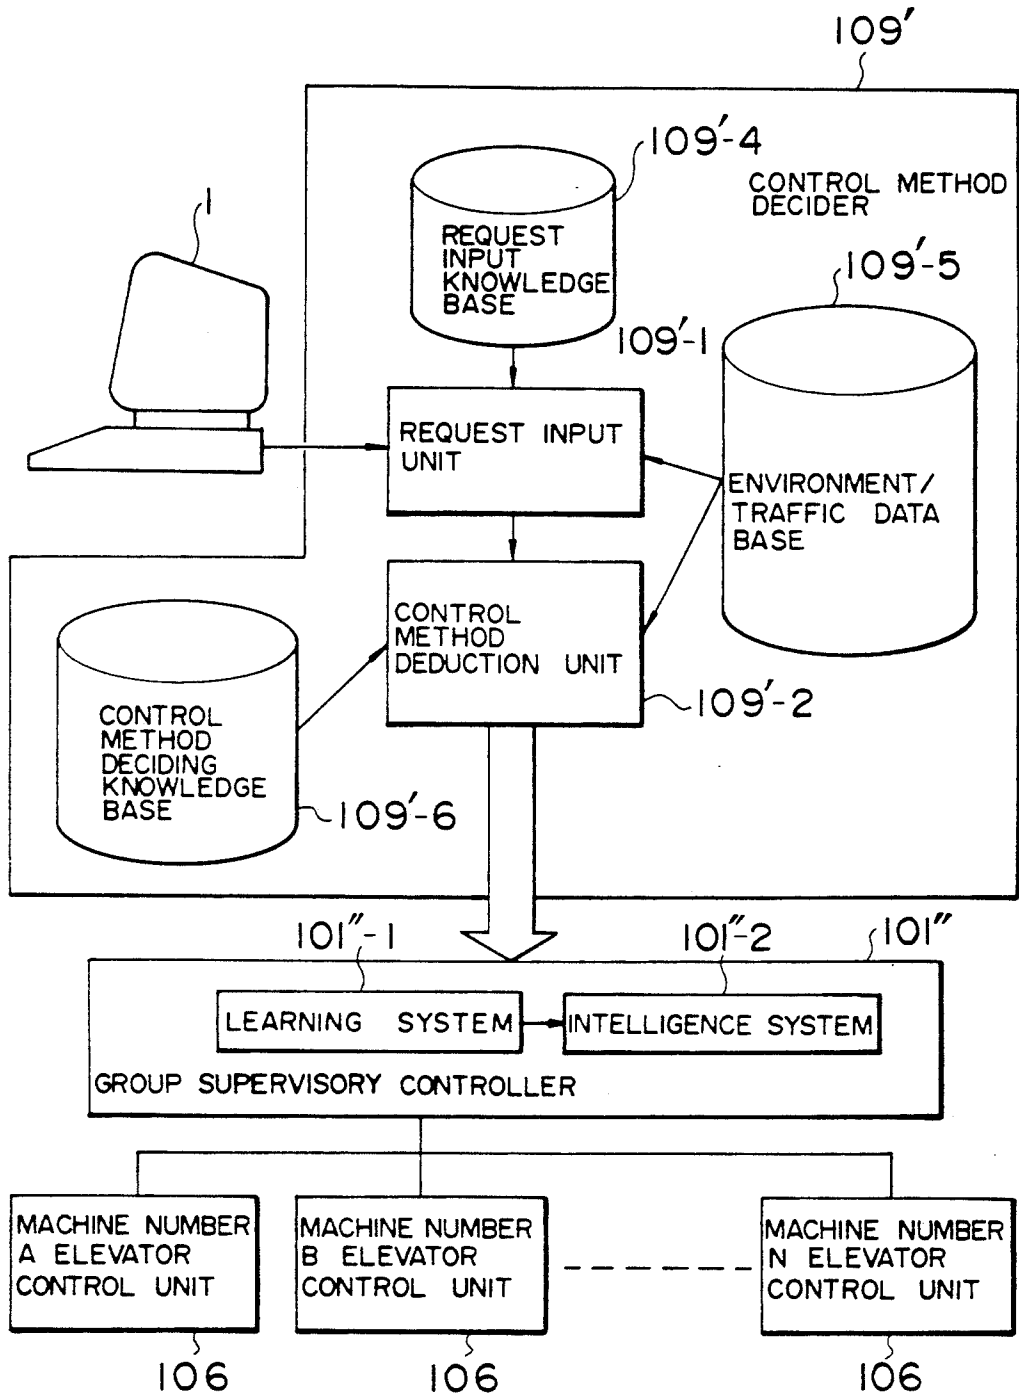 109'
109'-4
CONTROL METHOD
DECIDER
1
REQUEST
INPUT
KNOWLEDGE
BASE
109'-5
109'-1
REQUEST INPUT
UNIT
ENVIRONMENT/
TRAFFIC DATA
BASE
CONTROL
METHOD
DEDUCTION UNIT
109'-2
CONTROL
METHOD
DECIDING
KNOWLEDGE
BASE
109'-6
101"-1
101"-2
101"
LEARNING SYSTEM
INTELLIGENCE SYSTEM
GROUP SUPERVISORY CONTROLLER
MACHINE NUMBER
A ELEVATOR
CONTROL UNIT
MACHINE NUMBER
B ELEVATOR
CONTROL UNIT
MACHINE NUMBER
N ELEVATOR
CONTROL UNIT
106
106
106